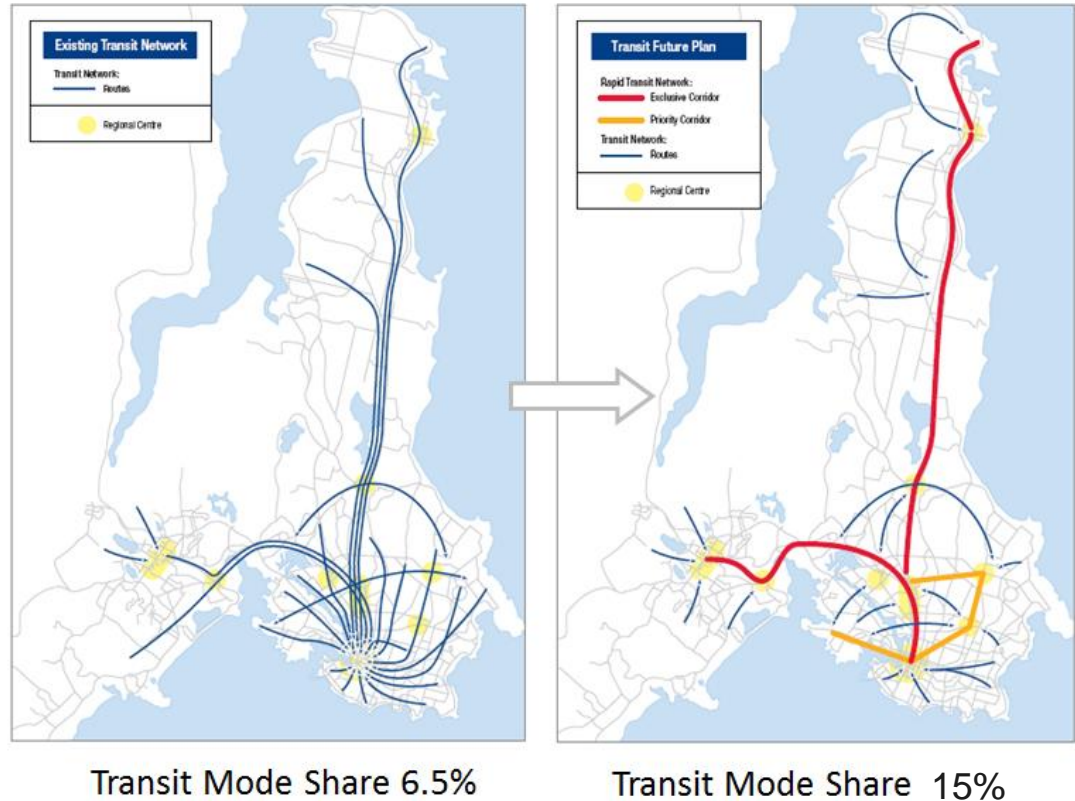 Existing Transit Network
Transit Network:
Routes
Regional Centre
Transit Mode Share 6.5%
Transit Future Plan
Rapid Transit Network:
Exclusive Corridor
Priority Corridor
Transit Network:
Routes
Regional Centre
Transit Mode Share 15%